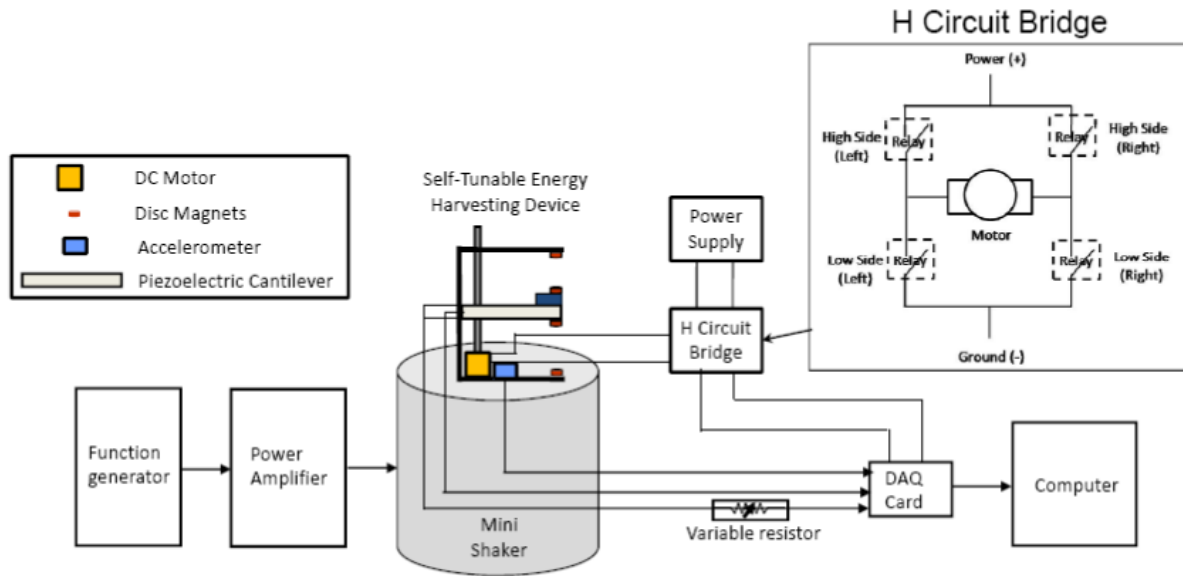 H Circuit Bridge
Power (+)
High Side
(Left)
Relay
Relay
High Side
(Right)
Motor
Low Side
(Left)
Relay
Relay
Low Side
(Right)
Ground (-)
DC Motor
Disc Magnets
Accelerometer
Piezoelectric Cantilever
Self-Tunable Energy
Harvesting Device
Power
Supply
H Circuit
Bridge
Function
generator
Power
Amplifier
Mini
Shaker
Variable resistor
DAQ
Card
Computer